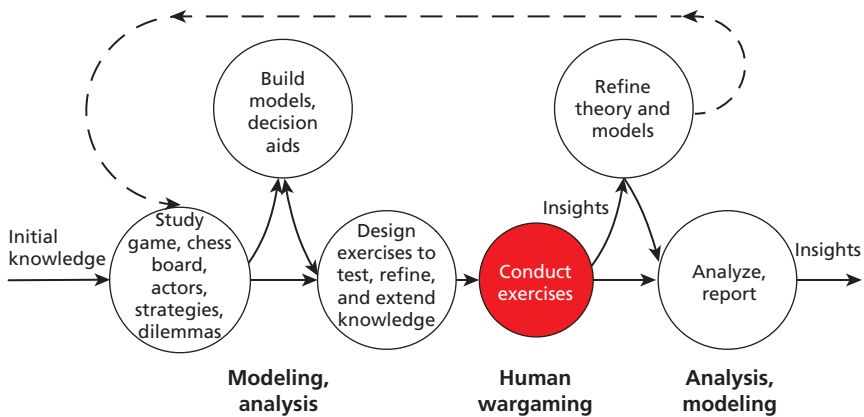 Build
models,
decision
aids
Refine
theory and
models
Initial
knowledge
Study
game, chess
board,
actors,
strategies,
dilemmas
Design
exercises to
test, refine,
and extend
knowledge
Insights
Conduct
exercises
Analyze,
report
Insights
Modeling,
analysis
Human
wargaming
Analysis,
modeling